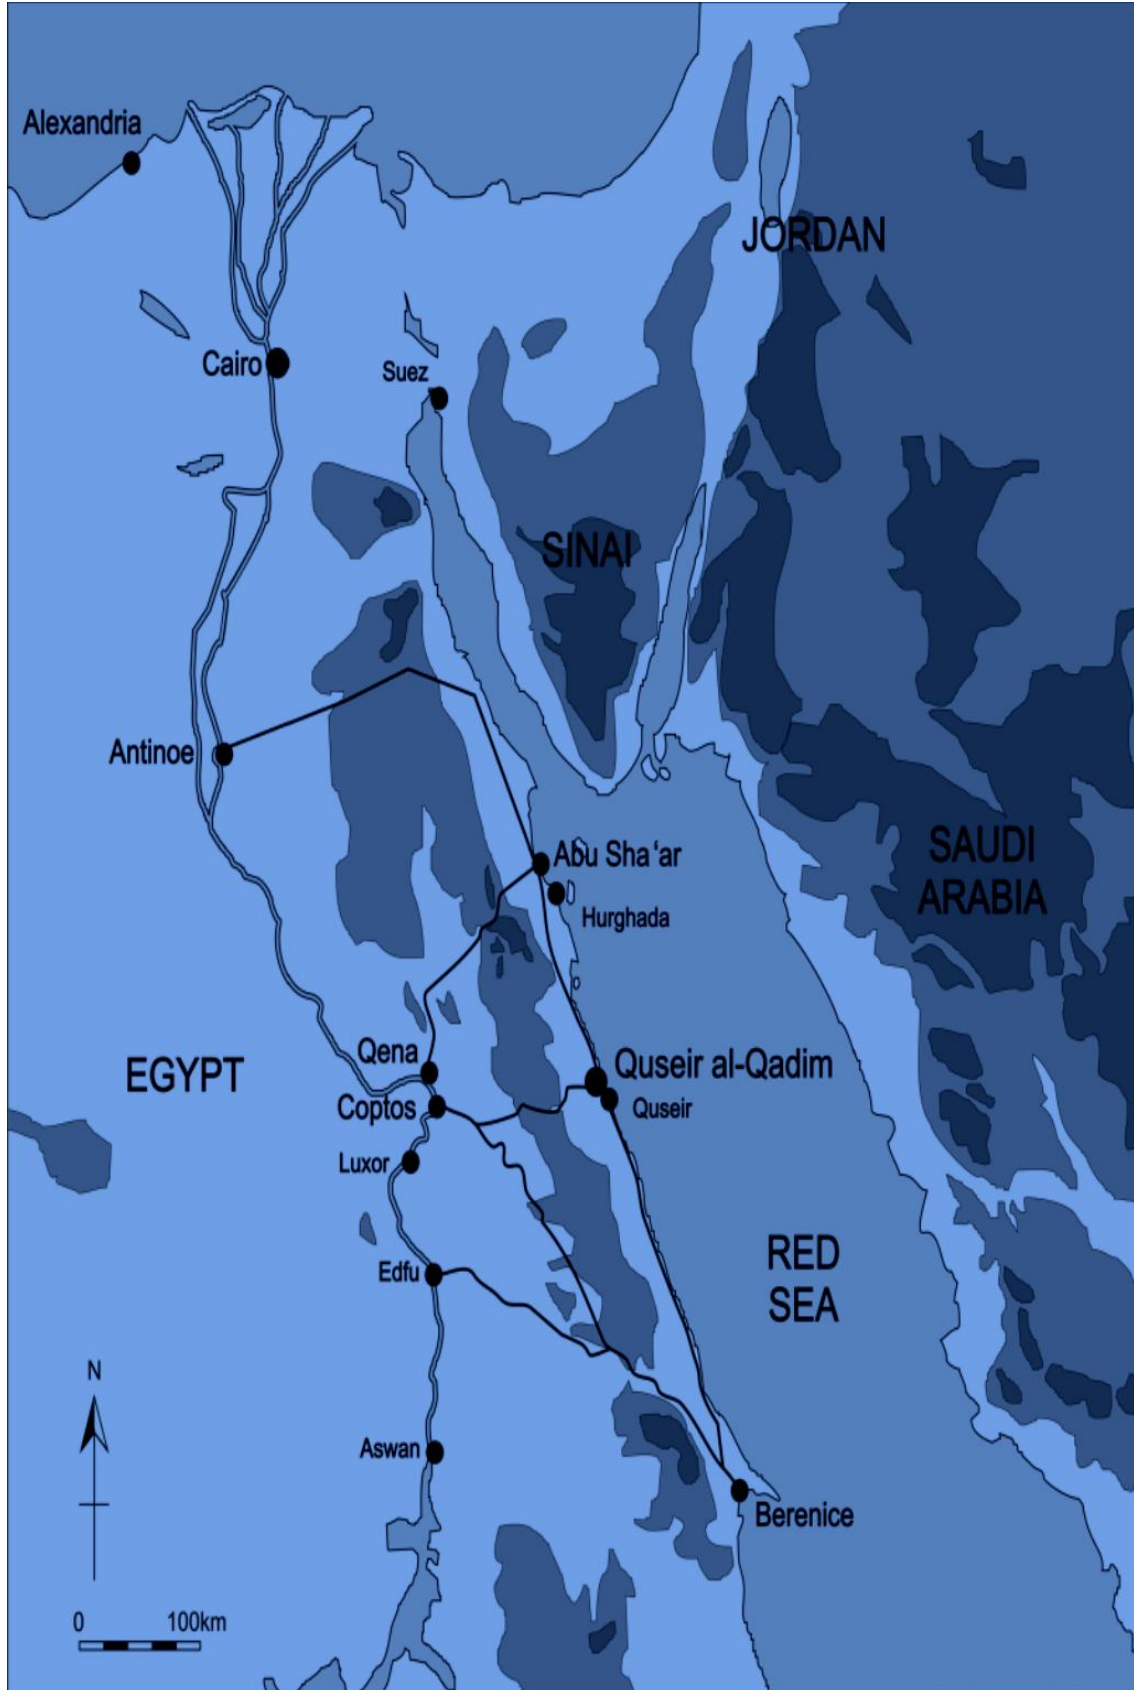 Alexandria
JORDAN
Cairo
Suez
SINAI
Antinoe
Abu Sha‘ar
SAUDI
ARABIA
Hurghada
Qena
EGYPT
Quseir al-Qadim
Coptos
Quseir
Luxor
RED
SEA
Edfu
N
Aswan
Berenice
0 100km